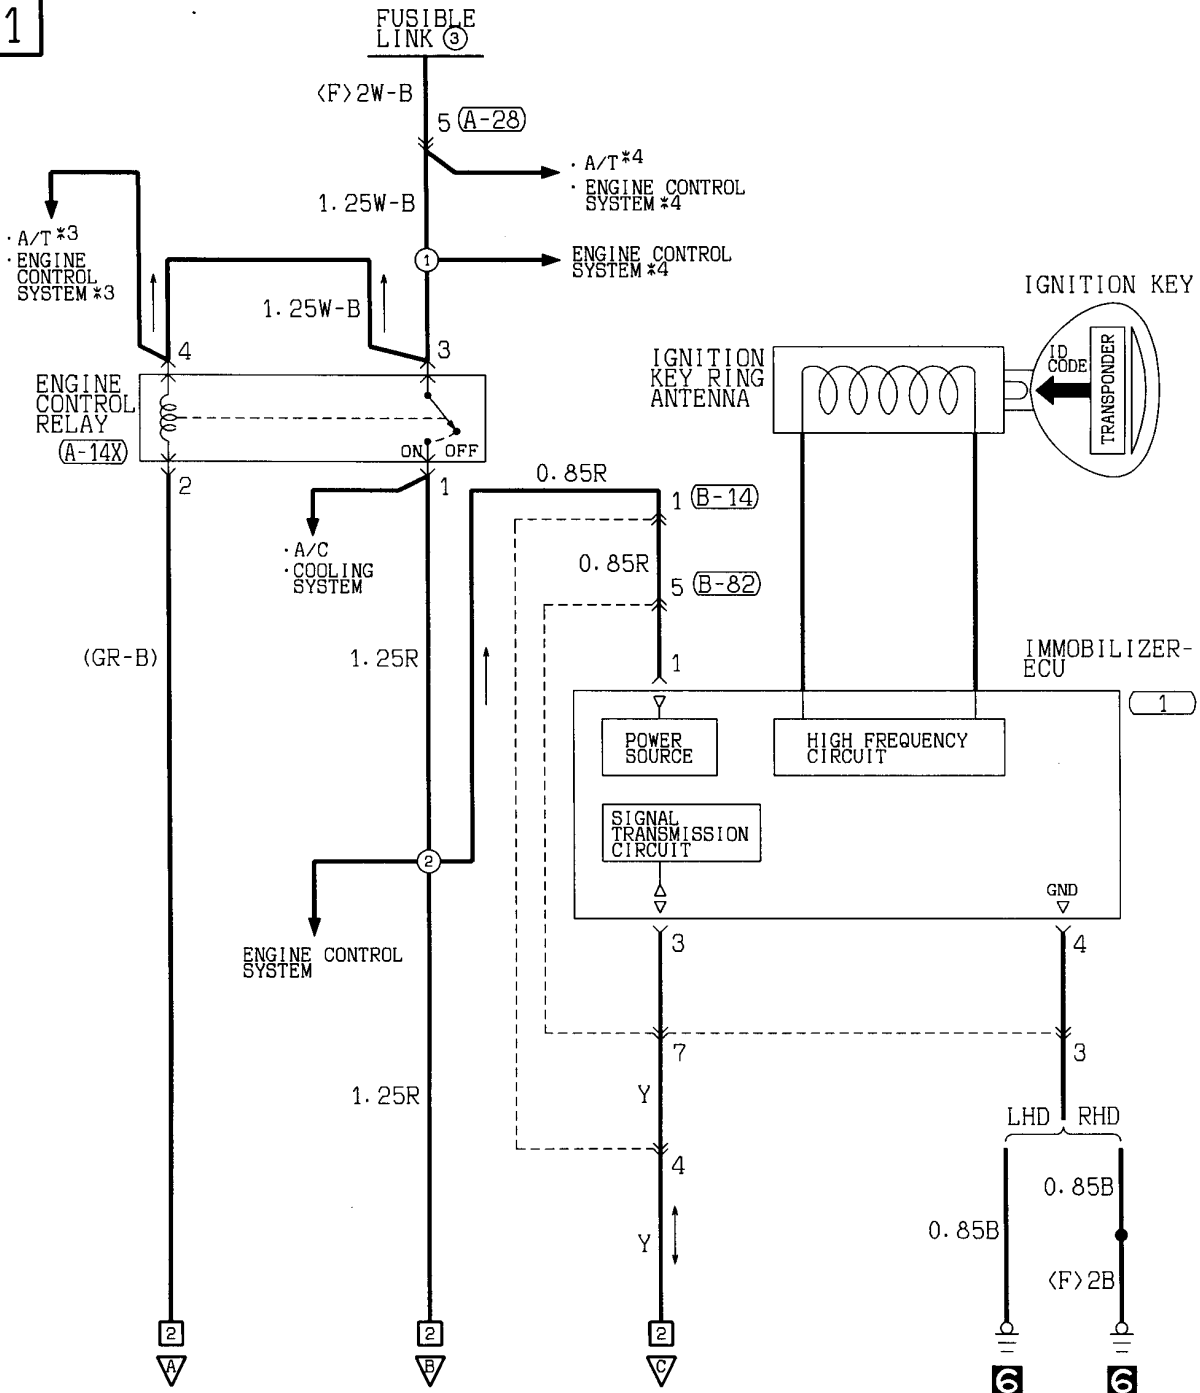 1
FUSIBLE
LINK ③
<F>2W-B
5 (A-28)
· A/T*4
· ENGINE CONTROL
SYSTEM*4
1.25W-B
· A/T*3
· ENGINE
CONTROL
SYSTEM*3
1
ENGINE CONTROL
SYSTEM*4
1.25W-B
4
3
IGNITION KEY
IGNITION
KEY RING
ANTENNA
ID
CODE
TRANSPONDER
ENGINE
CONTROL
RELAY
(A-14X)
ON OFF
2
1
0.85R
1 (B-14)
· A/C
· COOLING
SYSTEM
0.85R
5 (B-82)
(GR-B)
1.25R
1
IMMOBILIZER-
ECU
1
POWER
SOURCE
HIGH FREQUENCY
CIRCUIT
SIGNAL
TRANSMISSION
CIRCUIT
2
GND
ENGINE CONTROL
SYSTEM
3
4
7
3
1.25R
Y
LHD RHD
4
0.85B
0.85B
Y
<F>2B
2
2
2
A
B
C
6
6